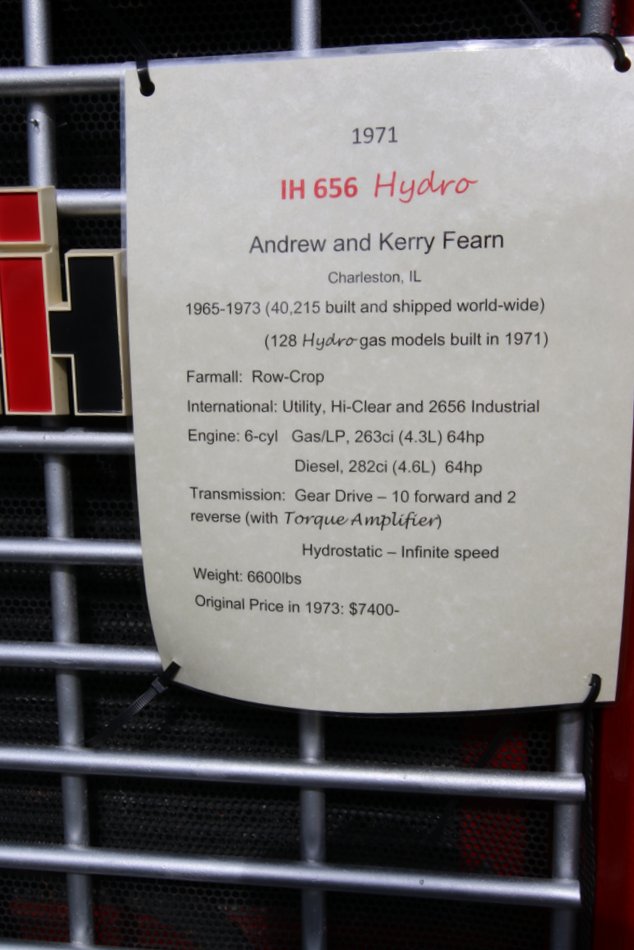 IH
1971
IH 656 Hydro
Andrew and Kerry Fearn
Charleston, IL
1965-1973 (40,215 built and shipped world-wide)
(128 Hydro gas models built in 1971)
Farmall: Row-Crop
International: Utility, Hi-Clear and 2656 Industrial
Engine: 6-cyl Gas/LP, 263ci (4.3L) 64hp
Diesel, 282ci (4.6L) 64hp
Transmission: Gear Drive – 10 forward and 2
reverse (with Torque Amplifier)
Hydrostatic – Infinite speed
Weight: 6600lbs
Original Price in 1973: $7400-